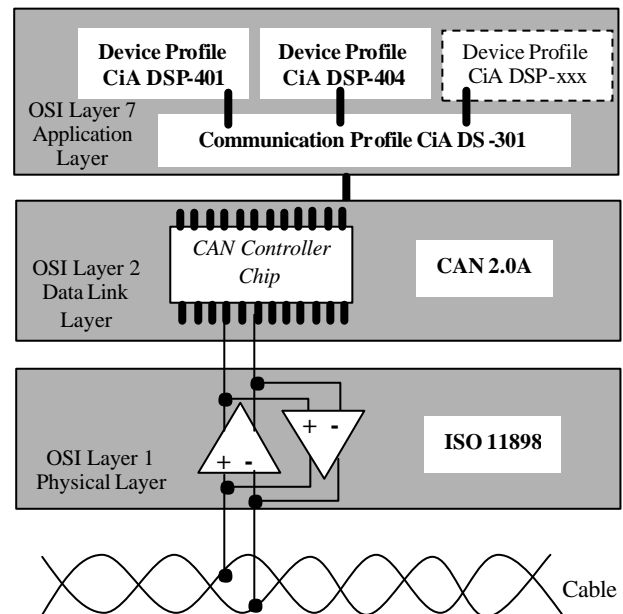 Device Profile
CiA DSP-401
Device Profile
CiA DSP-404
Device Profile
CiA DSP-xxx
OSI Layer 7
Application
Layer
Communication Profile CiA DS -301
OSI Layer 2
Data Link
Layer
CAN Controller
Chip
CAN 2.0A
OSI Layer 1
Physical Layer
+ -
+ -
ISO 11898
Cable